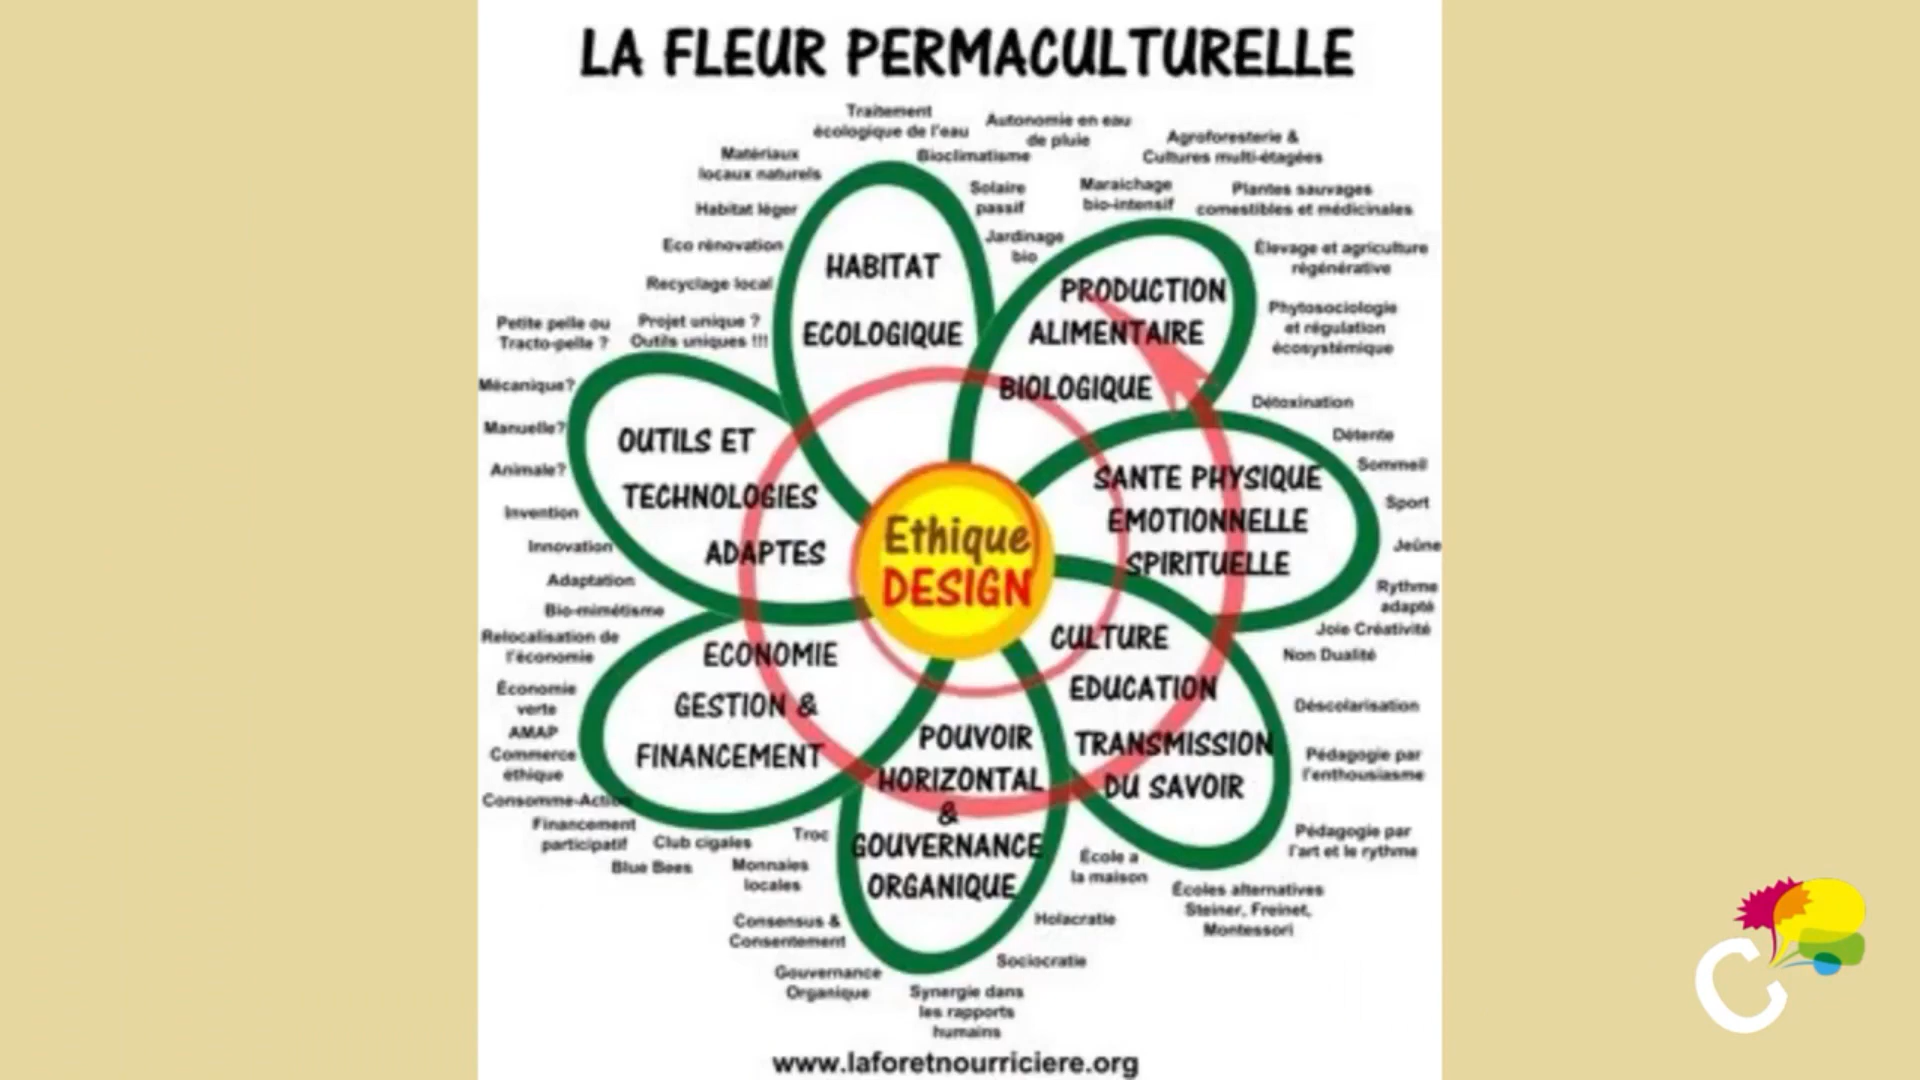 LA FLEUR PERMACULTURELLE
Traitement
écologique de l'eau
Autonomie en eau
de pluie
Bioclimatisme
Agroforesterie &
Cultures multi-étagées
Matériaux
locaux naturels
Solaire
passif
Maraichage
bio-intensif
Plantes sauvages
comestibles et médicinales
Habitat léger
Jardinage
bio
Eco rénovation
Élevage et agriculture
régénérative
Recyclage local
Phytosociologie
et régulation
écosystémique
Petite pelle ou
Tracto-pelle ?
Projet unique ?
Outils uniques !!!
HABITAT
ECOLOGIQUE
PRODUCTION
ALIMENTAIRE
BIOLOGIQUE
Mécanique?
Manuelle?
Animale?
Invention
Innovation
Adaptation
Bio-mimétisme
OUTILS ET
TECHNOLOGIES
ADAPTES
Ethique
DESIGN
SANTE PHYSIQUE
EMOTIONNELLE
SPIRITUELLE
Détoxination
Détente
Sommeil
Sport
Jeûne
Rythme
adapté
Joie Créativité
Non Dualité
Relocalisation de
l'économie
Économie
verte
AMAP
Commerce
éthique
Consomme-Action
Financement
participatif
Club cigales
Blue Bees
Troc
Monnaies
locales
ECONOMIE
GESTION &
FINANCEMENT
POUVOIR
HORIZONTAL
&
GOUVERNANCE
ORGANIQUE
CULTURE
EDUCATION
TRANSMISSION
DU SAVOIR
Déscolarisation
Pédagogie par
l'enthousiasme
Pédagogie par
l'art et le rythme
École a
la maison
Écoles alternatives
Steiner, Freinet,
Montessori
Consensus &
Consentement
Holacratie
Gouvernance
Organique
Sociocratie
Synergie dans
les rapports
humains
www.laforetnourriciere.org
C